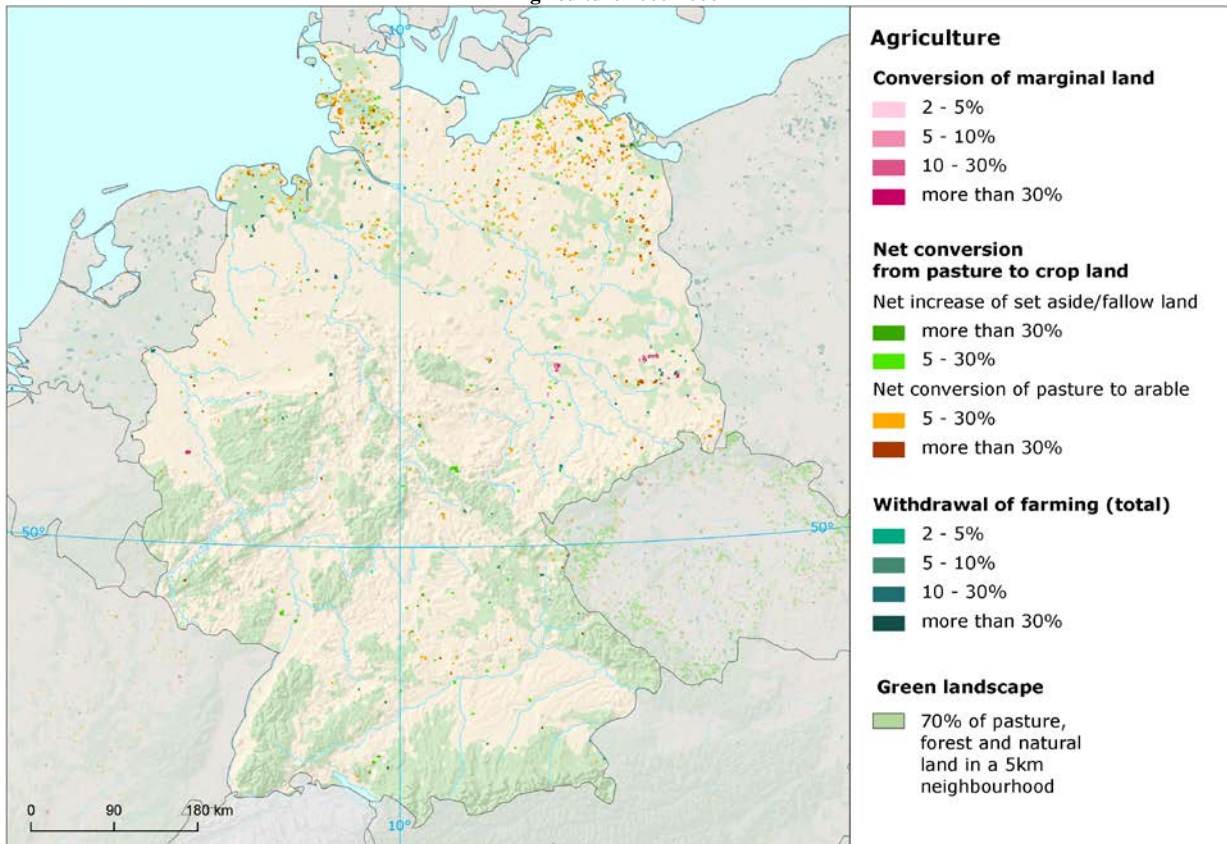 10°
50°
50°
0 90 180 km
10°
Agriculture
Conversion of marginal land
2 - 5%
5 - 10%
10 - 30%
more than 30%
Net conversion
from pasture to crop land
Net increase of set aside/fallow land
more than 30%
5 - 30%
Net conversion of pasture to arable
5 - 30%
more than 30%
Withdrawal of farming (total)
2 - 5%
5 - 10%
10 - 30%
more than 30%
Green landscape
70% of pasture,
forest and natural
land in a 5km
neighbourhood